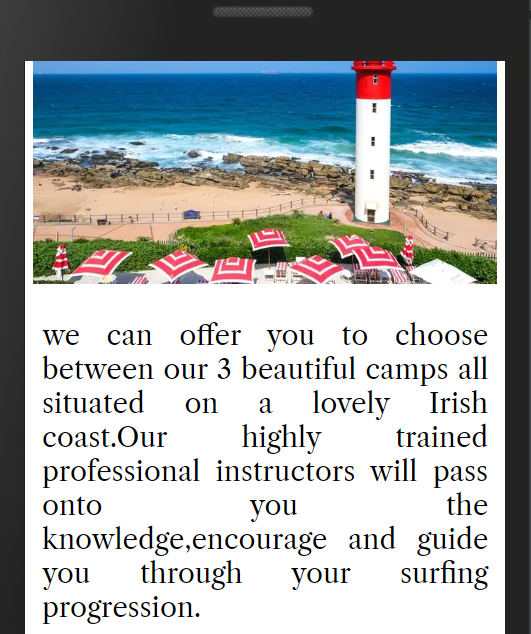 we can offer you to choose
between our 3 beautiful camps all
situated on a lovely Irish
coast.Our highly trained
professional instructors will pass
onto you the
knowledge,encourage and guide
you through your surfing
progression.